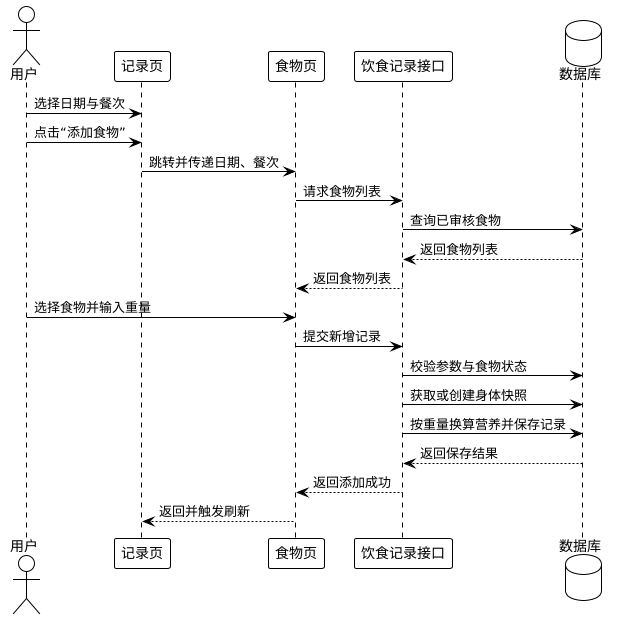 用户
记录页
食物页
饮食记录接口
数据库
选择日期与餐次
点击“添加食物”
跳转并传递日期、餐次
请求食物列表
查询已审核食物
返回食物列表
返回食物列表
选择食物并输入重量
提交新增记录
校验参数与食物状态
获取或创建身体快照
按重量换算营养并保存记录
返回保存结果
返回添加成功
返回并触发刷新
用户
记录页
食物页
饮食记录接口
数据库